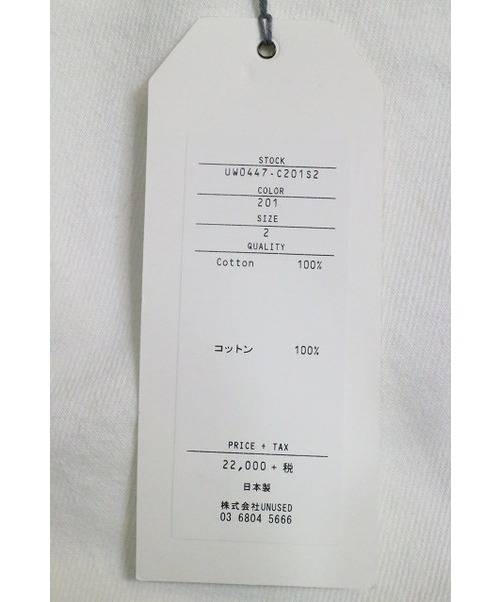 STOCK
UW0447-C201S2
COLOR
201
SIZE
2
QUALITY
Cotton 100%
コットン 100%
PRICE + TAX
22,000 + 税
日本製
株式会社UNUSED
03 6804 5666